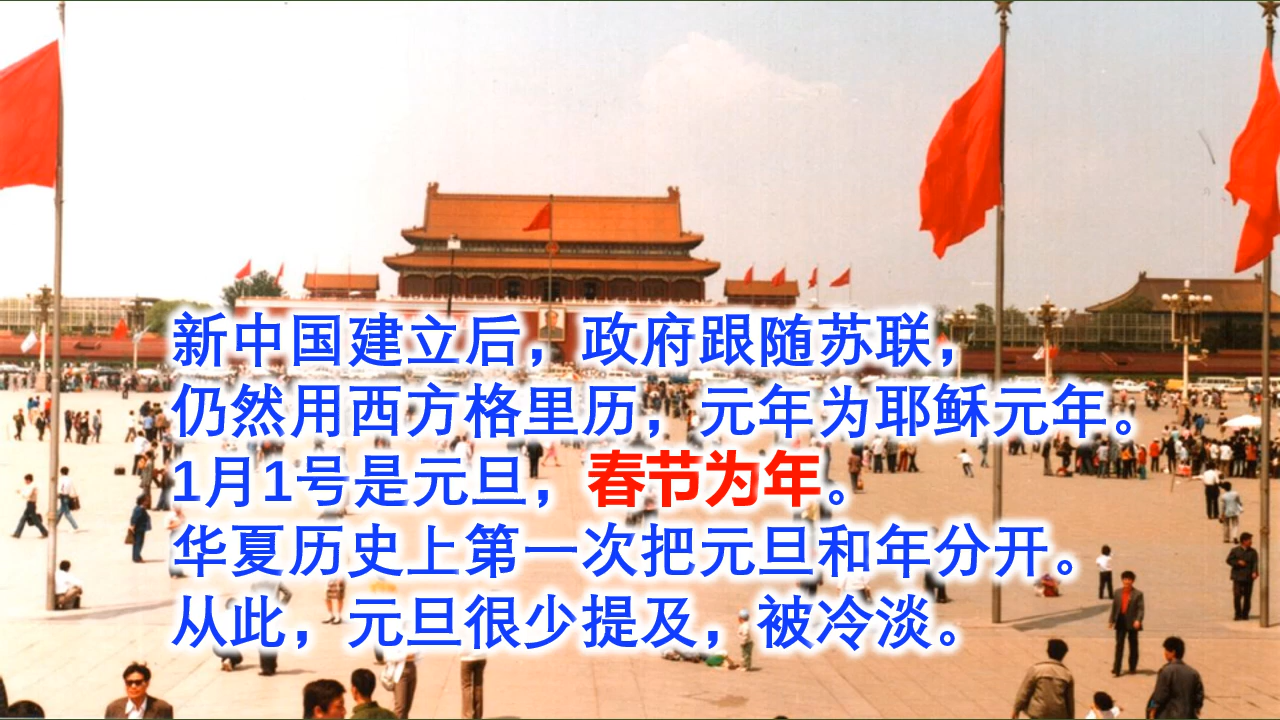 新中国建立后，政府跟随苏联，
仍然用西方格里历，元年为耶稣元年。
1月1号是元旦，春节为年。
华夏历史上第一次把元旦和年分开。
从此，元旦很少提及，被冷淡。